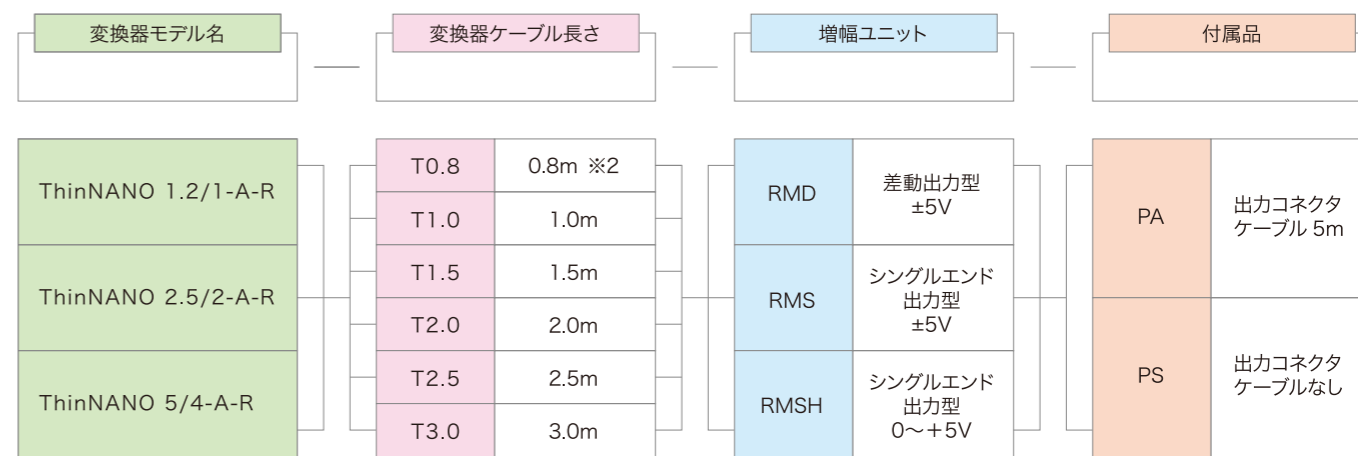 変換器モデル名
変換器ケーブル長さ
増幅ユニット
付属品
ThinNANO 1.2/1-A-R
ThinNANO 2.5/2-A-R
ThinNANO 5/4-A-R
T0.8 0.8m ※2
T1.0 1.0m
T1.5 1.5m
T2.0 2.0m
T2.5 2.5m
T3.0 3.0m
RMD
差動出力型
±5V
RMS
シングルエンド
出力型
±5V
RMSH
シングルエンド
出力型
0〜+5V
PA
出力コネクタ
ケーブル 5m
PS
出力コネクタ
ケーブルなし